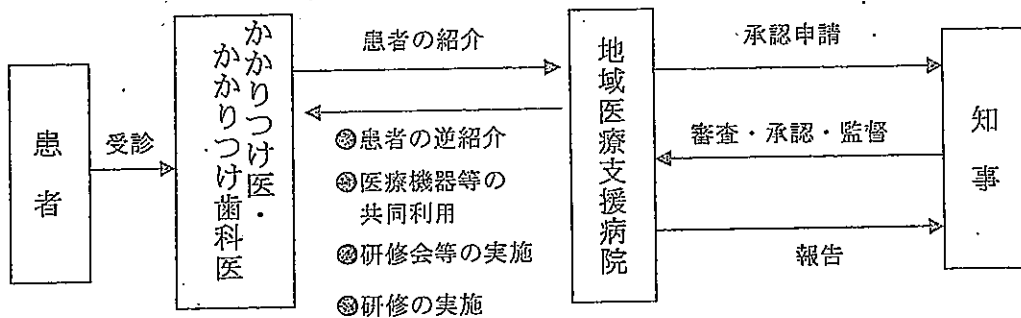 患者
受診
かかりつけ医・
かかりつけ歯科医
患者の紹介
◎患者の逆紹介
◎医療機器等の
共同利用
◎研修会等の実施
◎研修の実施
地域医療支援病院
承認申請
審査・承認・監督
報告
知事